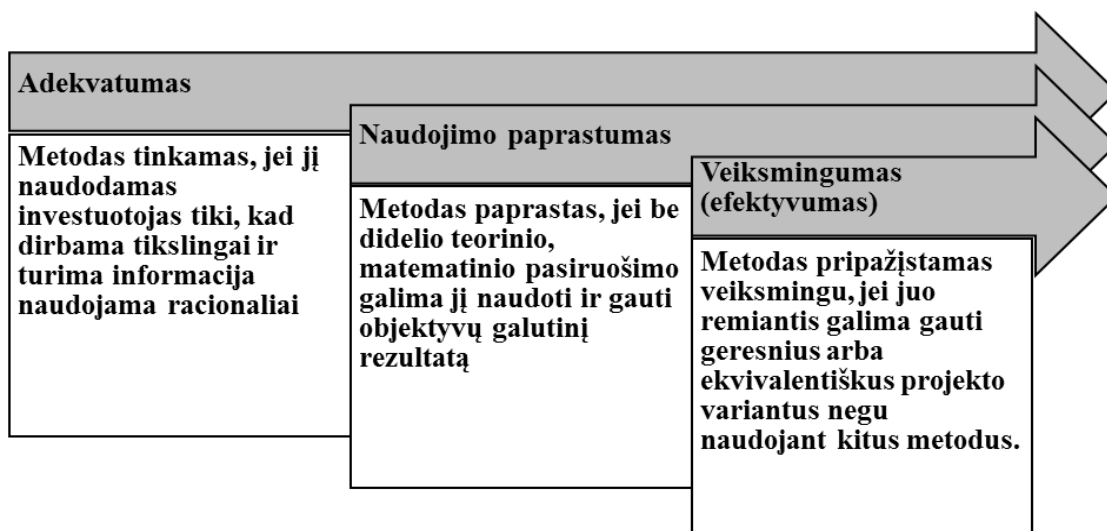 Adekvatumas
Metodas tinkamas, jei jį
naudodamas
investuotojas tiki, kad
dirbama tikslingai ir
turima informacija
naudojama racionaliai
Naudojimo paprastumas
Metodas paprastas, jei be
didelio teorinio,
matematinio pasiruošimo
galima jį naudoti ir gauti
objektyvų galutinį
rezultatą
Veiksmingumas
(efektyvumas)
Metodas pripažįstamas
veiksmingu, jei juo
remiantis galima gauti
geresnius arba
ekvivalentiškus projekto
variantus negu
naudojant kitus metodus.